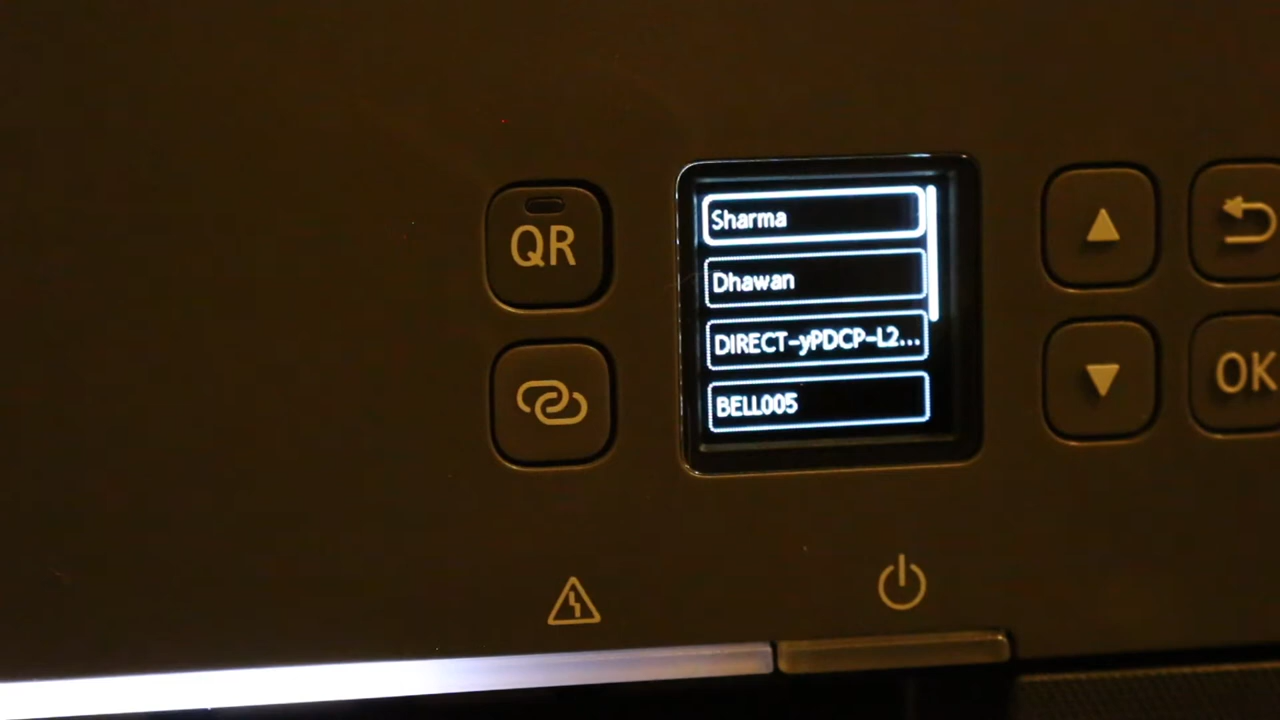 QR
Sharma
Dhawan
DIRECT-yPDCP-L2...
BELL005
OK